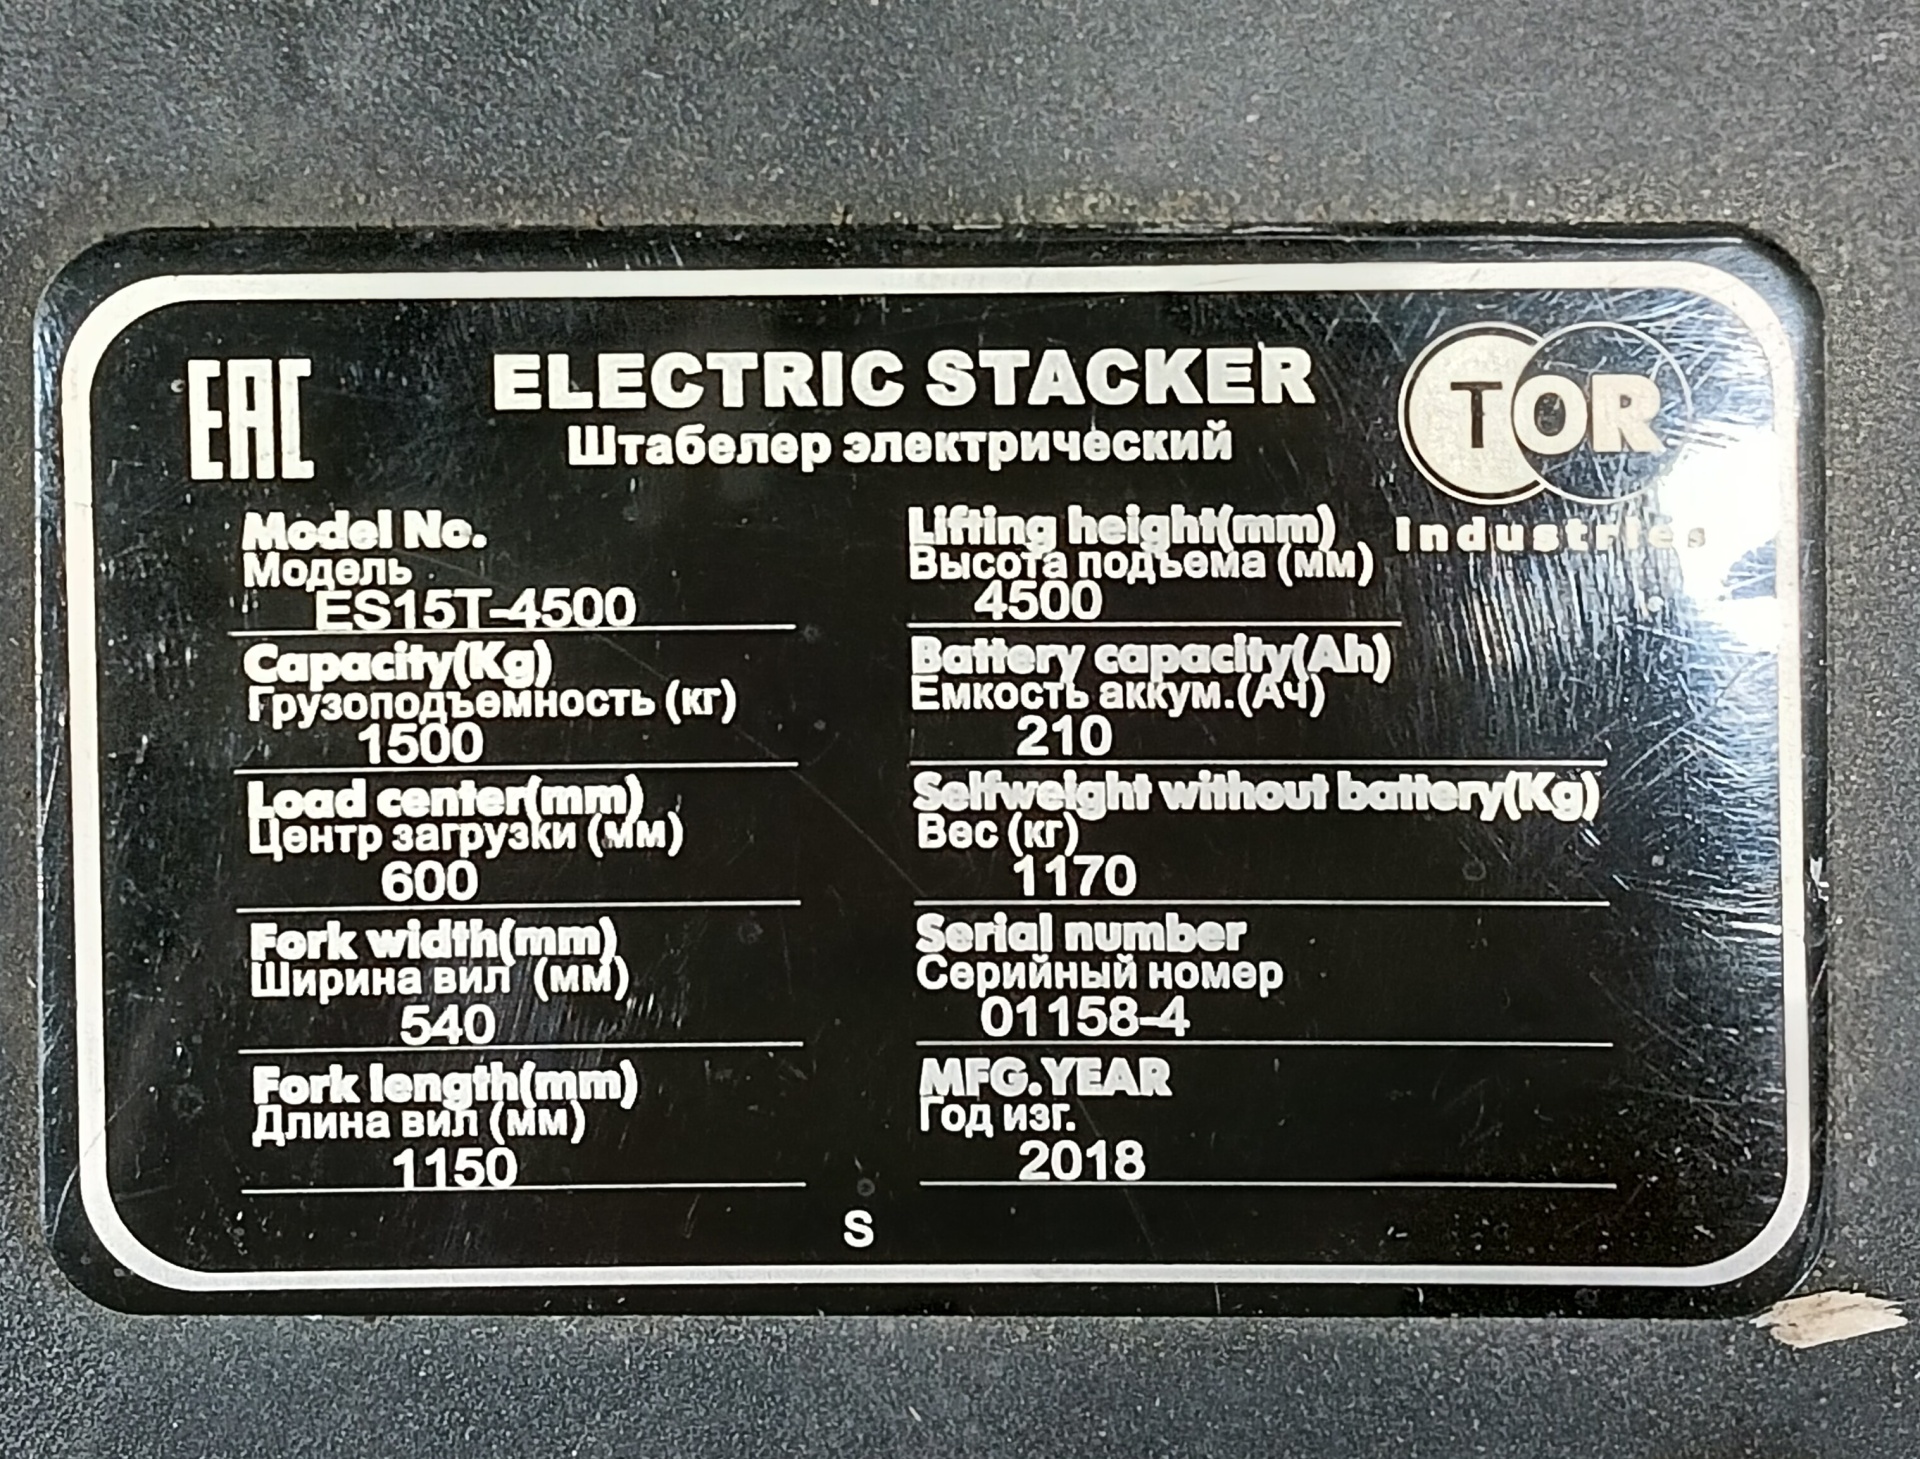 EAC
ELECTRIC STACKER
Штабелер электрический
TOR
Industries
Model No.
Модель
ES15T-4500
Capacity(Kg)
Грузоподъемность (кг)
1500
Load center(mm)
Центр загрузки (мм)
600
Fork width(mm)
Ширина вил (мм)
540
Fork length(mm)
Длина вил (мм)
1150
Lifting height(mm)
Высота подъема (мм)
4500
Battery capacity(Ah)
Емкость аккум.(Ач)
210
Selfweight without battery(Kg)
Вес (кг)
1170
Serial number
Серийный номер
01158-4
MFG.YEAR
Год изг.
2018
S